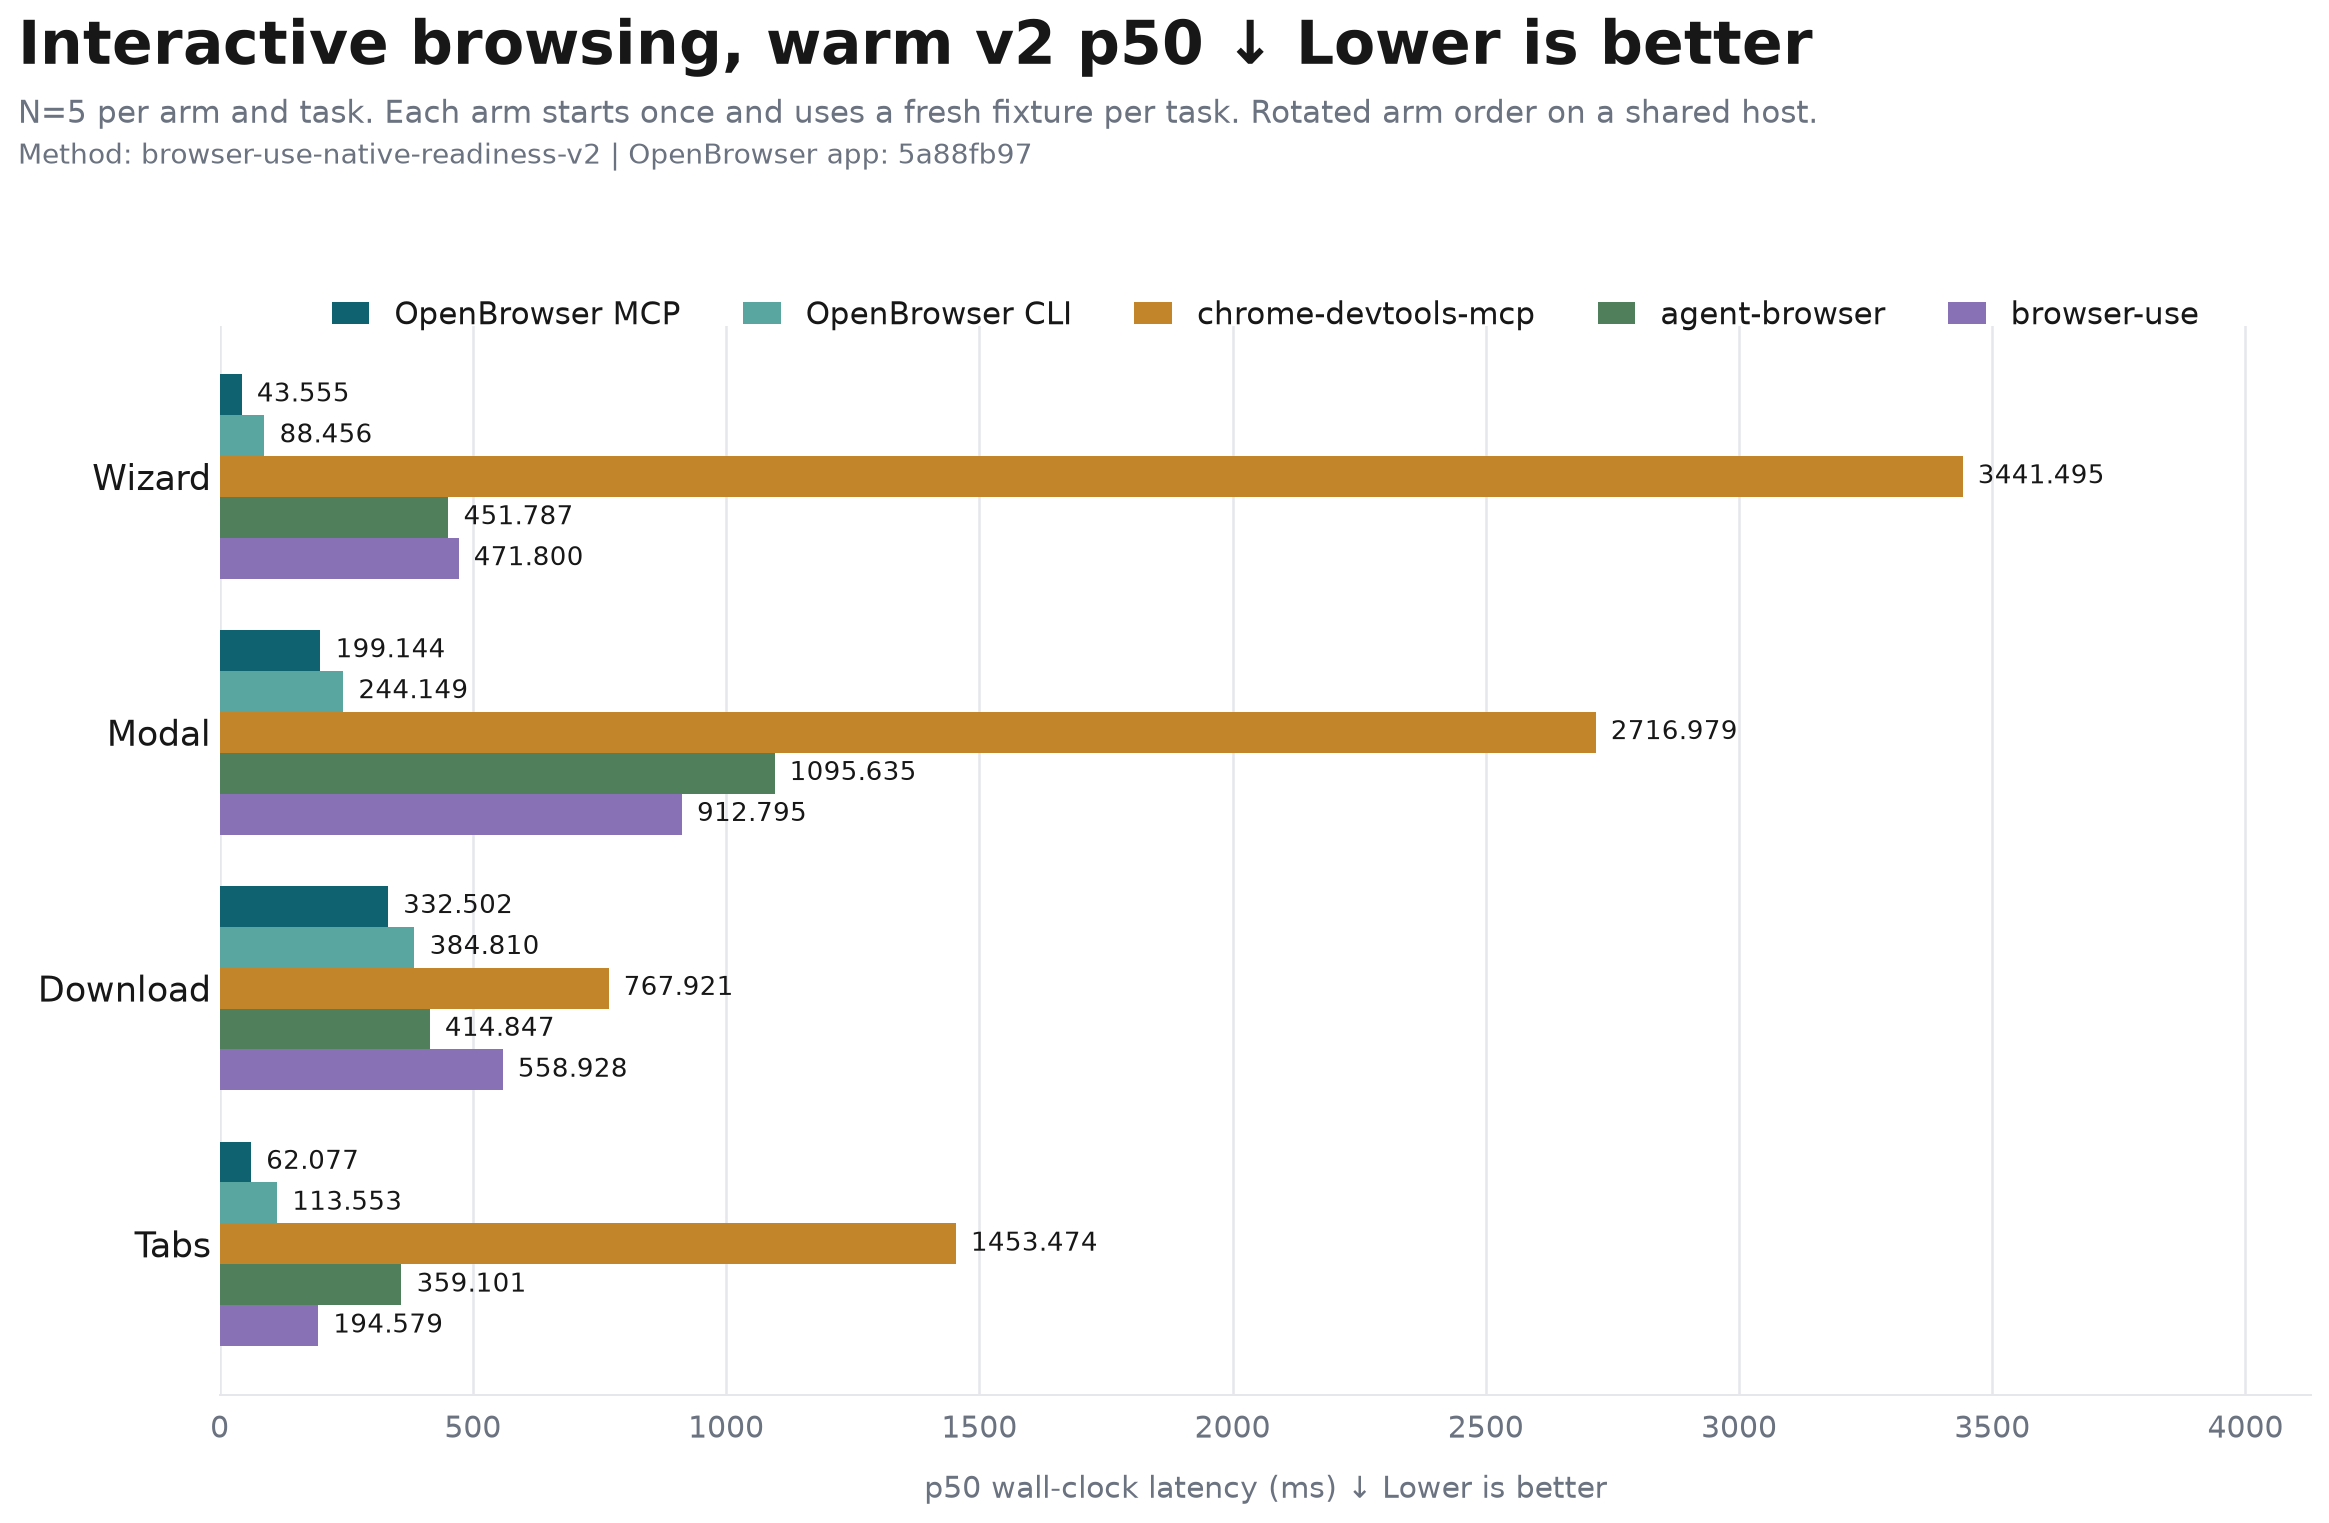 Interactive browsing, warm v2 p50 ↓ Lower is better
N=5 per arm and task. Each arm starts once and uses a fresh fixture per task. Rotated arm order on a shared host.
Method: browser-use-native-readiness-v2 | OpenBrowser app: 5a88fb97
OpenBrowser MCP
OpenBrowser CLI
chrome-devtools-mcp
agent-browser
browser-use
Wizard
43.555
88.456
3441.495
451.787
471.800
Modal
199.144
244.149
2716.979
1095.635
912.795
Download
332.502
384.810
767.921
414.847
558.928
Tabs
62.077
113.553
1453.474
359.101
194.579
0 500 1000 1500 2000 2500 3000 3500 4000
p50 wall-clock latency (ms) ↓ Lower is better